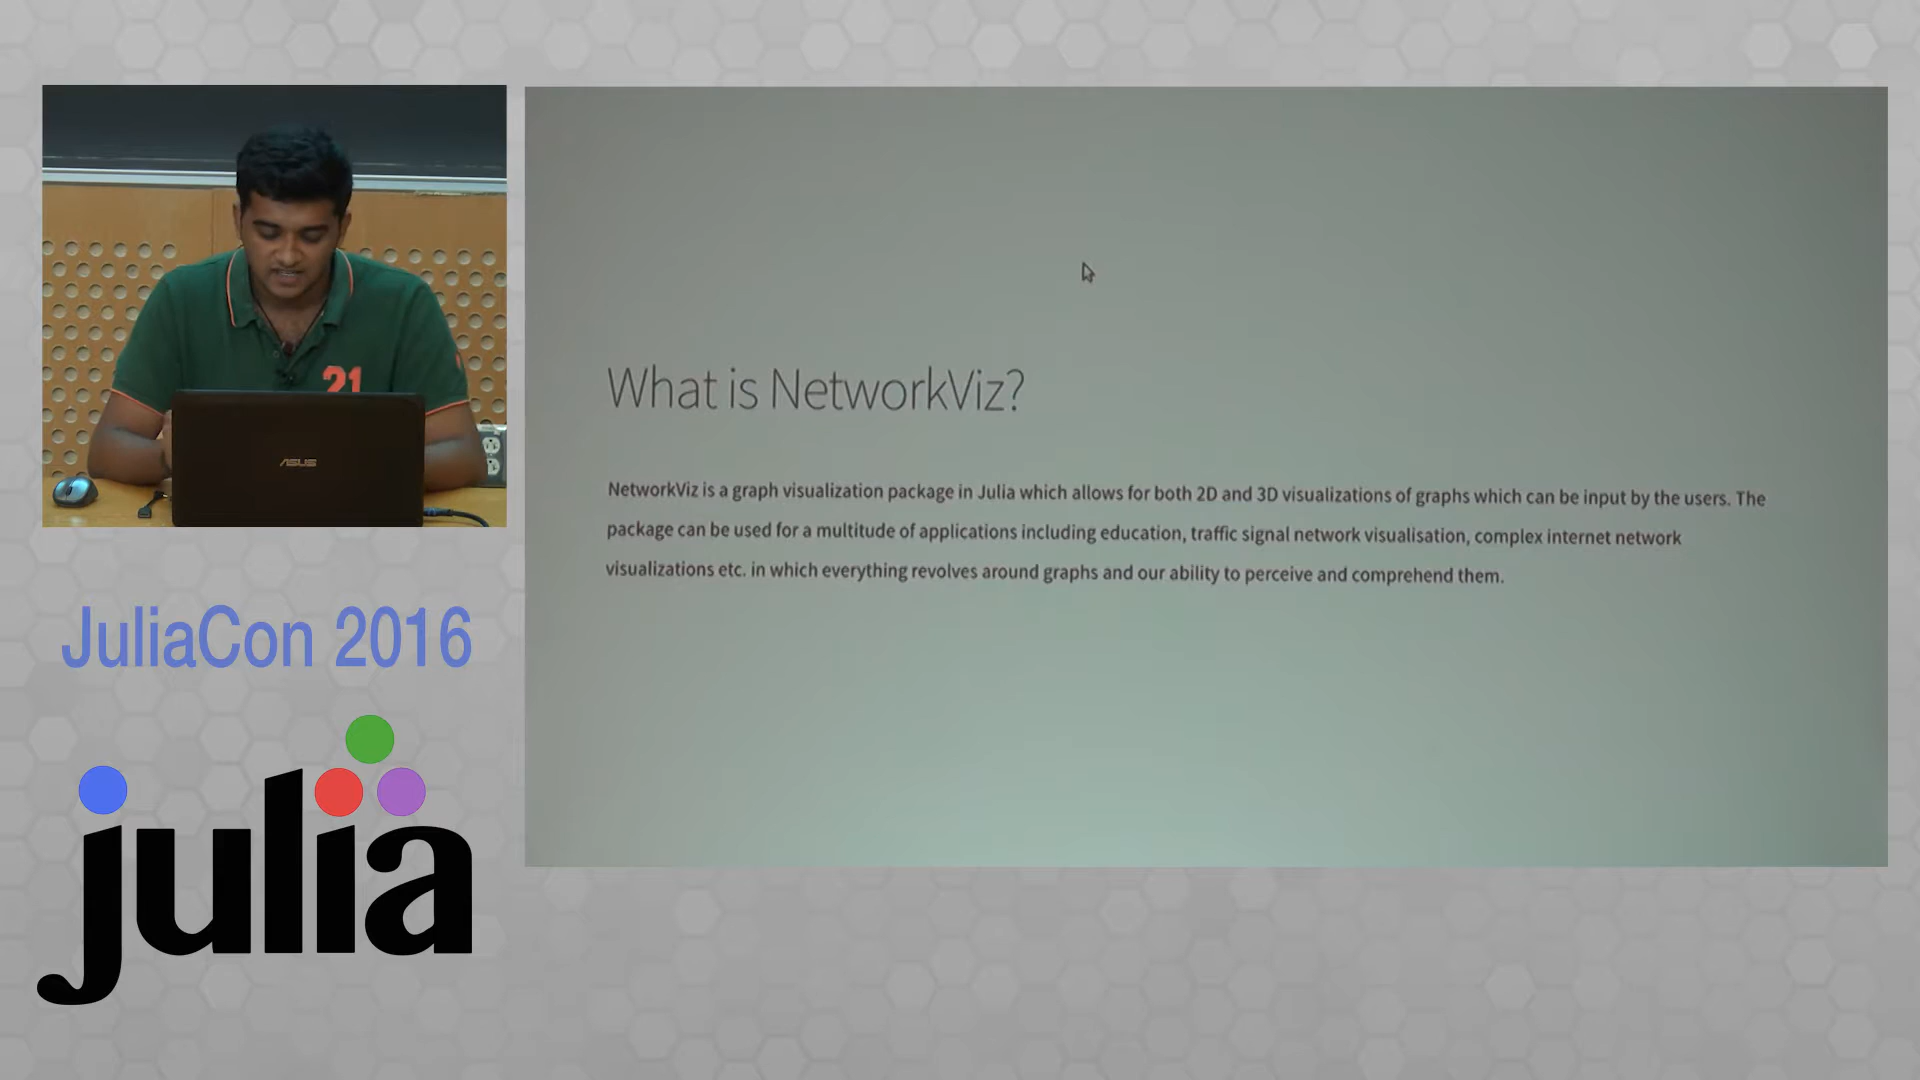 21
ASUS
What is NetworkViz?
NetworkViz is a graph visualization package in Julia which allows for both 2D and 3D visualizations of graphs which can be input by the users. The
package can be used for a multitude of applications including education, traffic signal network visualisation, complex internet network
visualizations etc. in which everything revolves around graphs and our ability to perceive and comprehend them.
JuliaCon 2016
julia